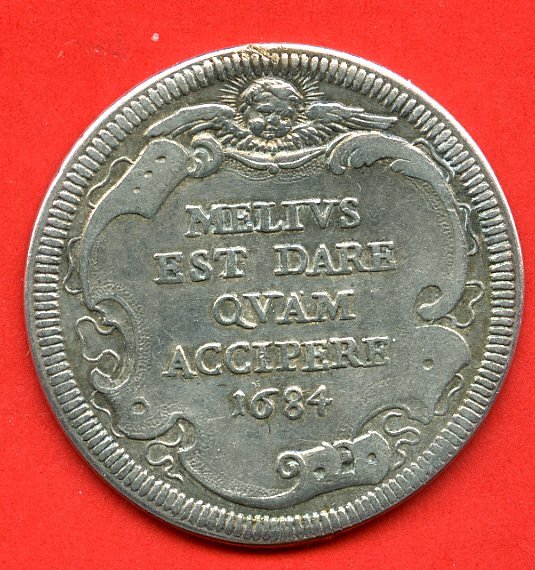 MELIVS
EST DARE
QVAM
ACCIPERE
1684